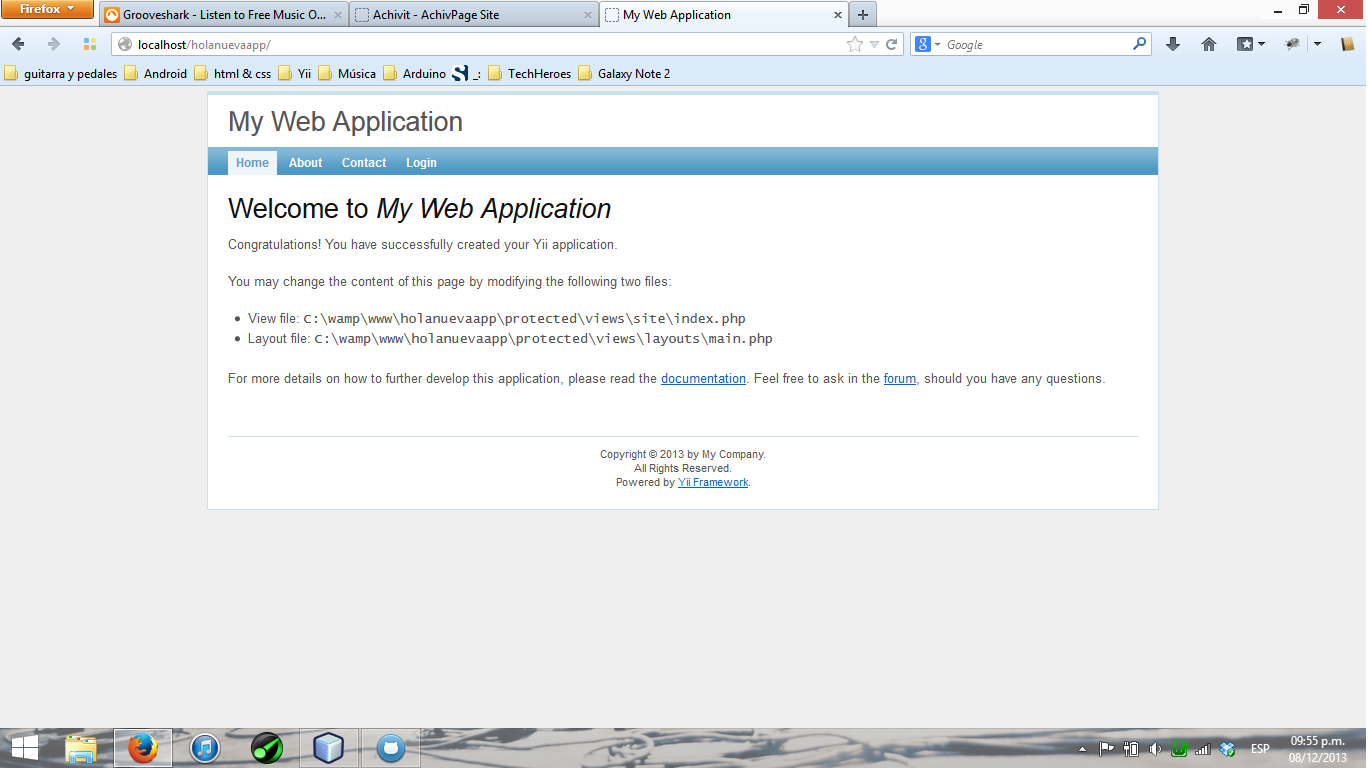 Firefox
Grooveshark - Listen to Free Music O...
Achivit - AchivPage Site
My Web Application
localhost/holanuevaapp/
Google
guitarra y pedales
Android
html & css
Yii
Música
Arduino
_:
TechHeroes
Galaxy Note 2
My Web Application
Home
About
Contact
Login
Welcome to My Web Application
Congratulations! You have successfully created your Yii application.
You may change the content of this page by modifying the following two files:
View file: C:\wamp\www\holanuevaapp\protected\views\site\index.php
Layout file: C:\wamp\www\holanuevaapp\protected\views\layouts\main.php
For more details on how to further develop this application, please read the documentation. Feel free to ask in the forum, should you have any questions.
Copyright © 2013 by My Company.
All Rights Reserved.
Powered by Yii Framework.
ESP
09:55 p.m.
08/12/2013